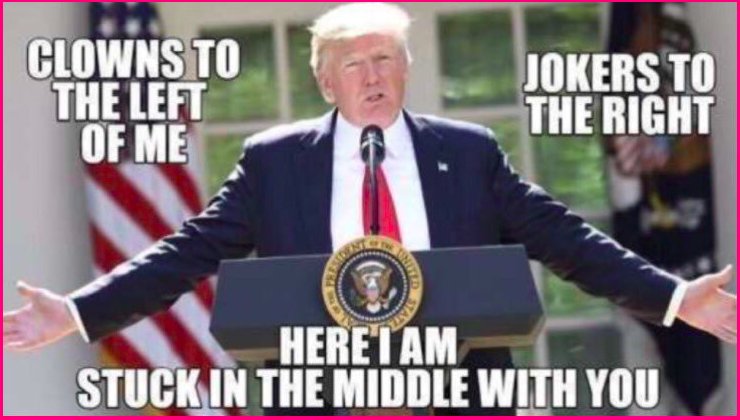 CLOWNS TO
THE LEFT
OF ME
JOKERS TO
THE RIGHT
PRESIDENT OF THE UNITED STATES
HERE I AM
STUCK IN THE MIDDLE WITH YOU